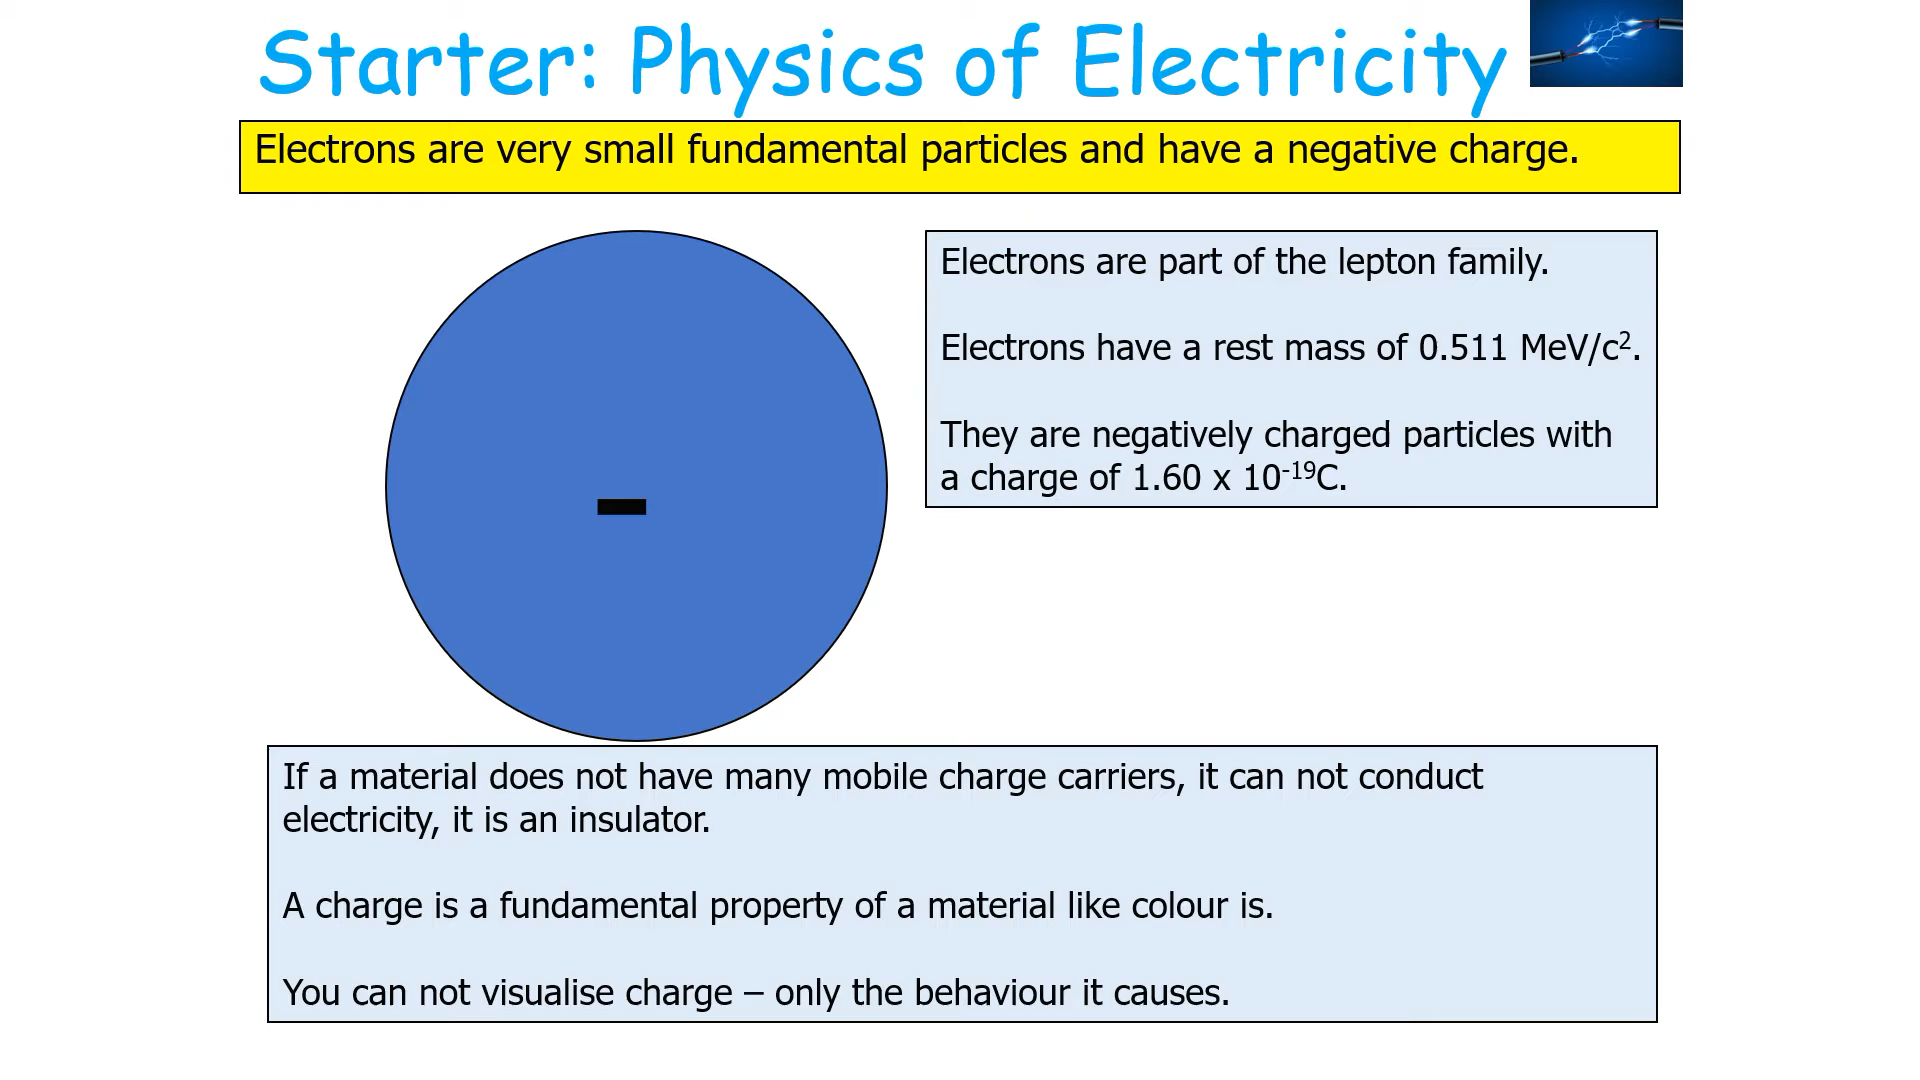 Starter: Physics of Electricity
Electrons are very small fundamental particles and have a negative charge.
Electrons are part of the lepton family.
Electrons have a rest mass of 0.511 MeV/c².
They are negatively charged particles with
a charge of 1.60 x 10⁻¹⁹C.
-
If a material does not have many mobile charge carriers, it can not conduct
electricity, it is an insulator.
A charge is a fundamental property of a material like colour is.
You can not visualise charge – only the behaviour it causes.